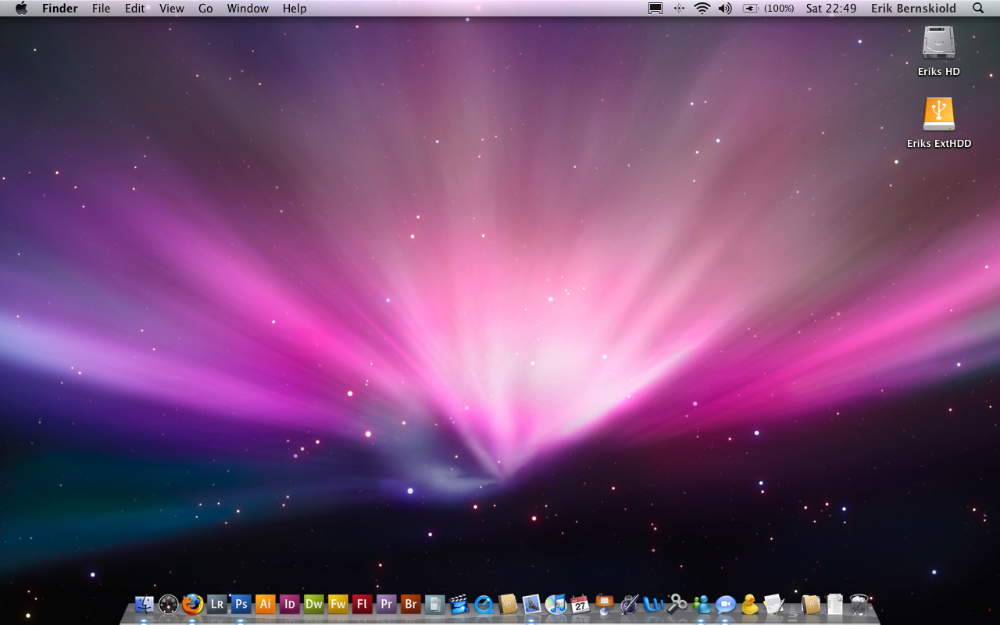 Finder File Edit View Go Window Help (100%) Sat 22:49 Erik Bernskiold
Eriks HD
Eriks ExtHDD
Lr Ps Ai ID Dw Fw Fl Pr Br @ 27 @